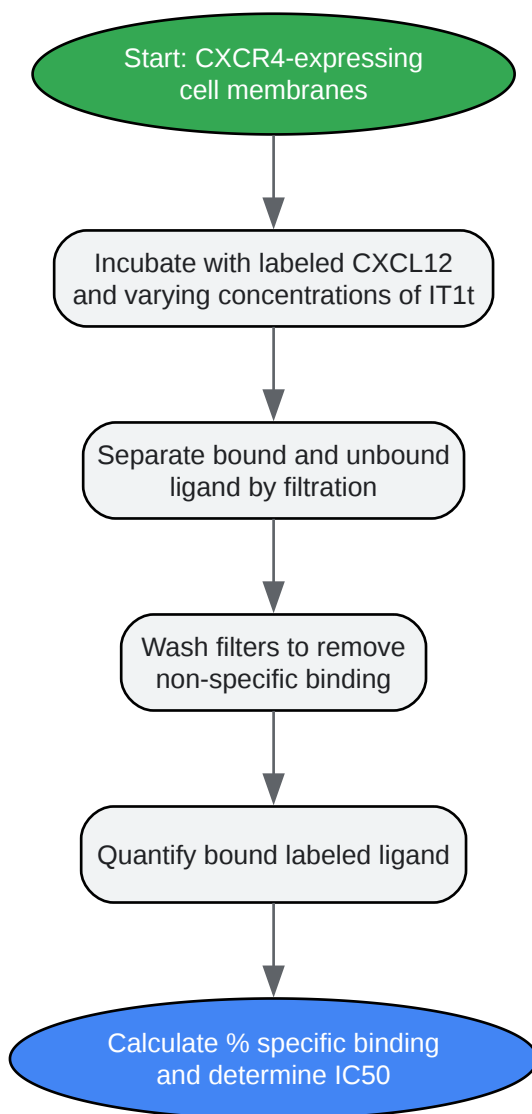 Start: CXCR4-expressing
cell membranes
Incubate with labeled CXCL12
and varying concentrations of IT1t
Separate bound and unbound
ligand by filtration
Wash filters to remove
non-specific binding
Quantify bound labeled ligand
Calculate % specific binding
and determine IC50